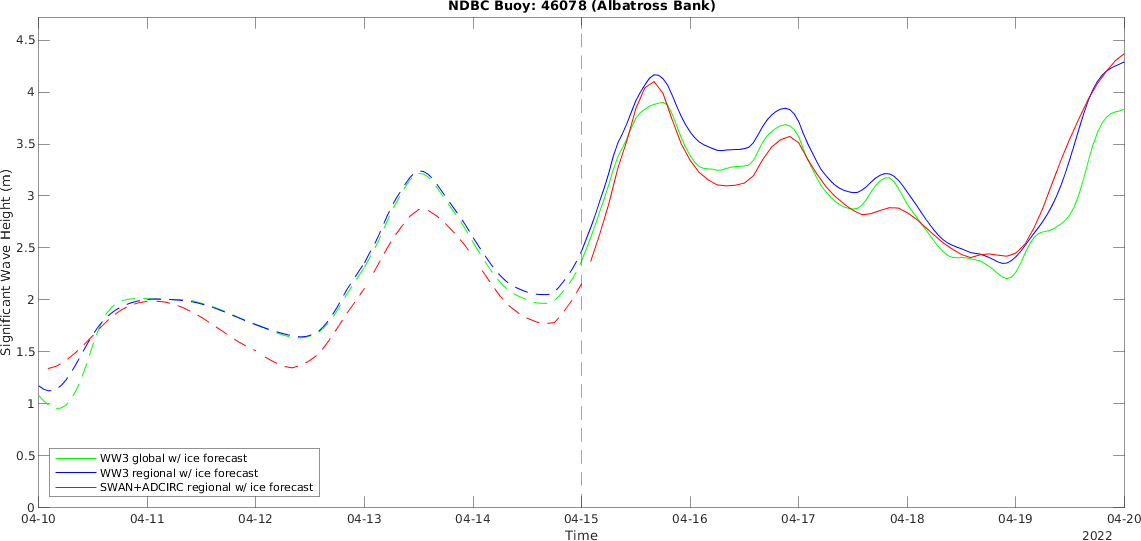 NDBC Buoy: 46078 (Albatross Bank)
Significant Wave Height (m)
4.5
4
3.5
3
2.5
2
1.5
1
0.5
0
WW3 global w/ ice forecast
WW3 regional w/ ice forecast
SWAN+ADCIRC regional w/ ice forecast
04-10 04-11 04-12 04-13 04-14 04-15 04-16 04-17 04-18 04-19 04-20
Time
2022